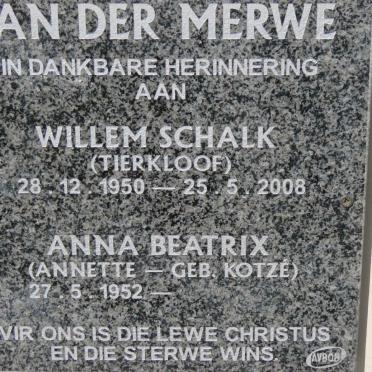 AN DER MERWE
IN DANKBARE HERINNERING
AAN
WILLEM SCHALK
(TIERKLOOF)
28.12.1950 — 25.5.2008
ANNA BEATRIX
(ANNETTE — GEB. KOTZÉ)
27.5.1952 —
VIR ONS IS DIE LEWE CHRISTUS
EN DIE STERWE WINS.
AVBOB